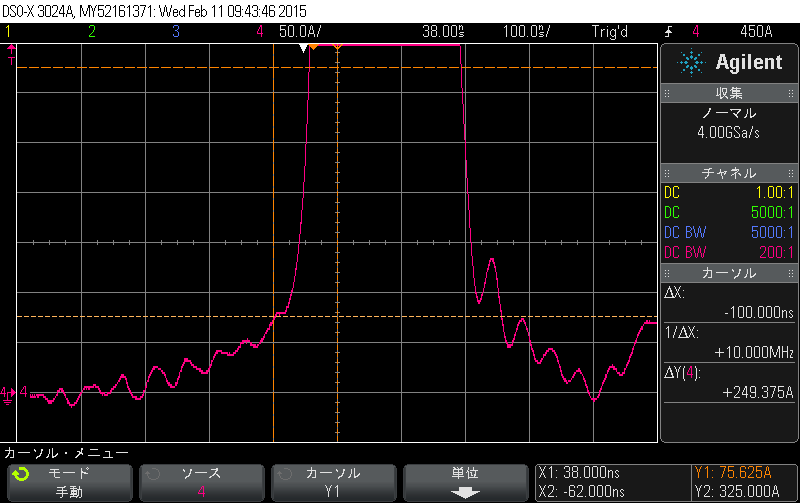 DSO-X 3024A, MY52161371: Wed Feb 11 09:43:46 2015
1 2 3 4 50.0A/ 38.00s 100.0s/ Trig'd 4 450A
Agilent
収集
ノーマル
4.00GSa/s
チャネル
DC 1.00:1
DC 5000:1
DC BW 5000:1
DC BW 200:1
カーソル
ΔX:
-100.000ns
1/ΔX:
+10.000MHz
ΔY(4):
+249.375A
T
4 4
カーソル・メニュー
モード
手動
ソース
4
カーソル
Y1
単位
X1: 38.000ns
X2: -62.000ns
Y1: 75.625A
Y2: 325.000A